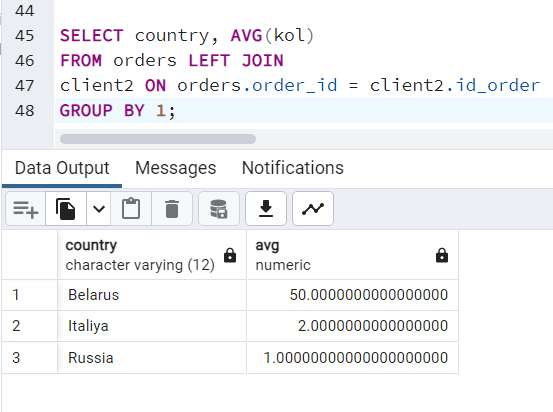 44
45 SELECT country, AVG(kol)
46 FROM orders LEFT JOIN
47 client2 ON orders.order_id = client2.id_order
48 GROUP BY 1;
Data Output Messages Notifications
country avg
character varying (12) numeric
1 Belarus 50.0000000000000000
2 Italiya 2.0000000000000000
3 Russia 1.00000000000000000000